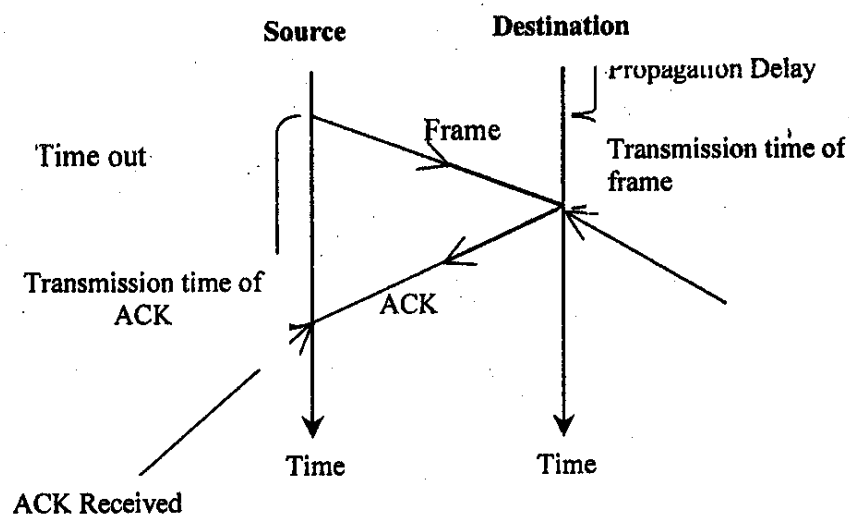 Source
Destination
Propagation Delay
Frame
Time out
Transmission time of
frame
Transmission time of
ACK
ACK
Time
Time
ACK Received